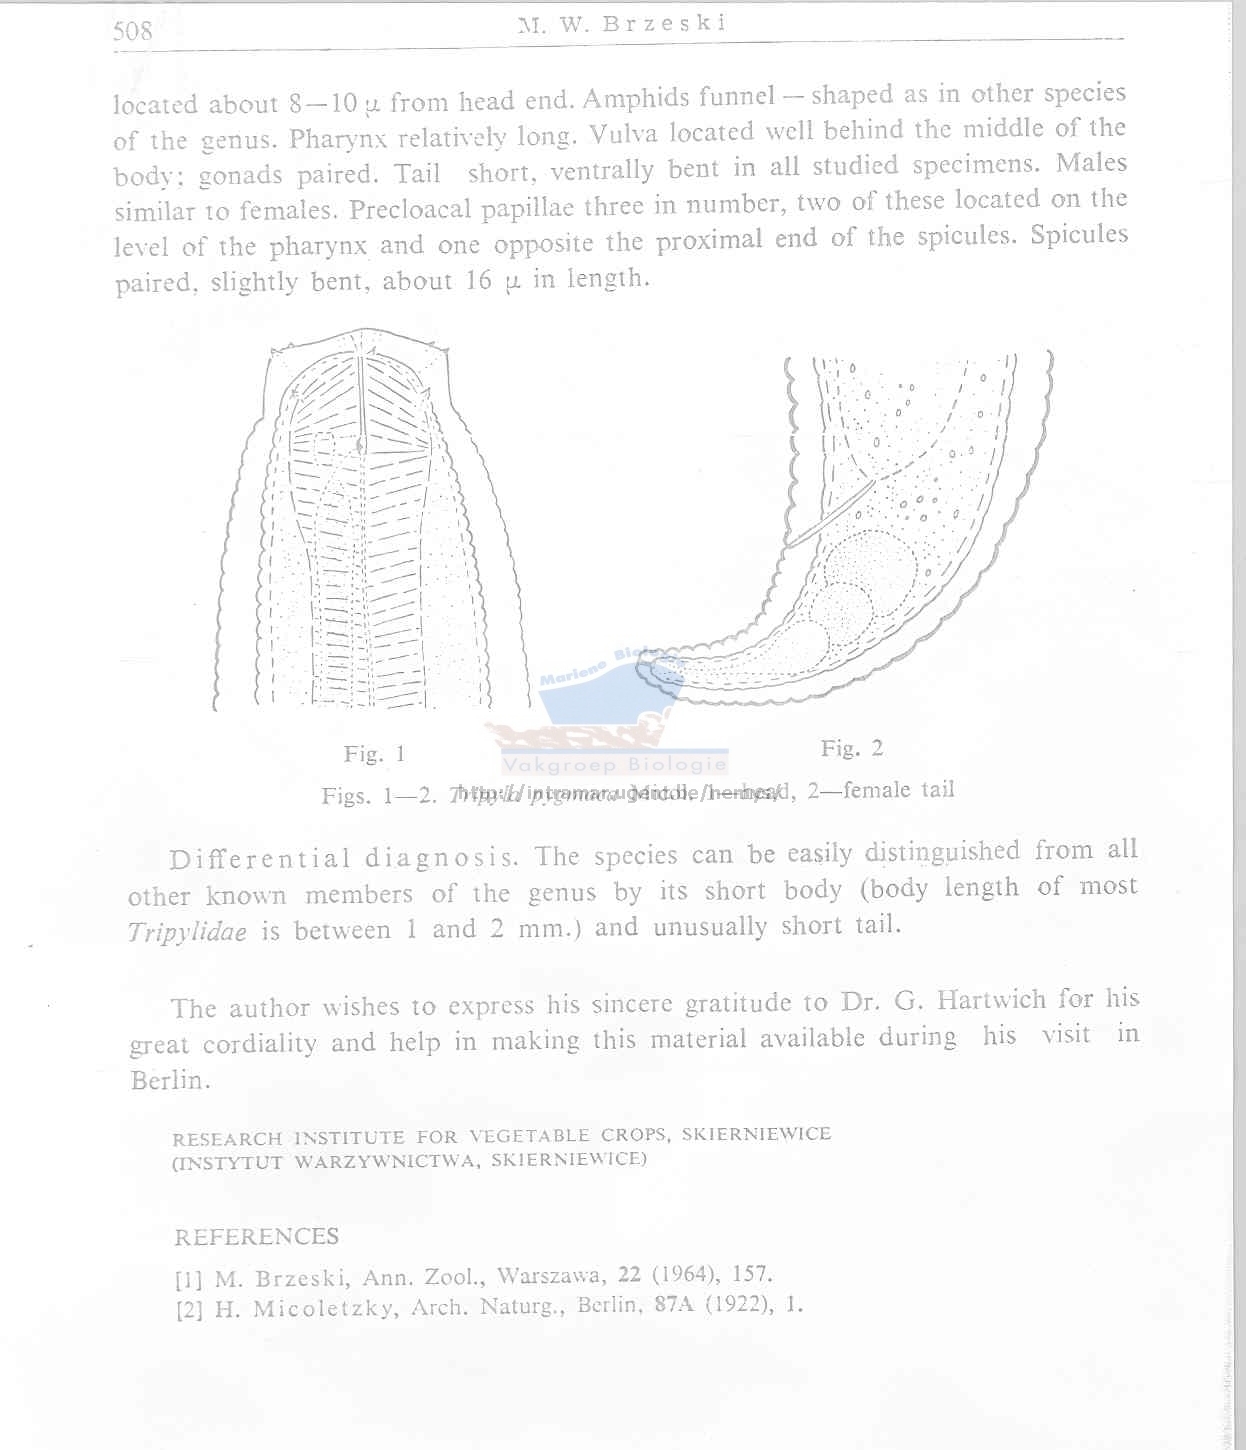 508
M. W. Brzeski
located about 8—10 μ from head end. Amphids funnel — shaped as in other species
of the genus. Pharynx relatively long. Vulva located well behind the middle of the
body; gonads paired. Tail short, ventrally bent in all studied specimens. Males
similar to females. Precloacal papillae three in number, two of these located on the
level of the pharynx and one opposite the proximal end of the spicules. Spicules
paired, slightly bent, about 16 μ in length.
Mariene Biologie
Vakgroep Biologie
Fig. 1
Fig. 2
Figs. 1—2. Tripyla pygmaea Micol. 1—head, 2—female tail
Differential diagnosis. The species can be easily distinguished from all
other known members of the genus by its short body (body length of most
Tripylidae is between 1 and 2 mm.) and unusually short tail.
The author wishes to express his sincere gratitude to Dr. G. Hartwich for his
great cordiality and help in making this material available during his visit in
Berlin.
RESEARCH INSTITUTE FOR VEGETABLE CROPS, SKIERNIEWICE
(INSTYTUT WARZYWNICTWA, SKIERNIEWICE)
REFERENCES
[1] M. Brzeski, Ann. Zool., Warszawa, 22 (1964), 157.
[2] H. Micoletzky, Arch. Naturg., Berlin, 87A (1922), 1.